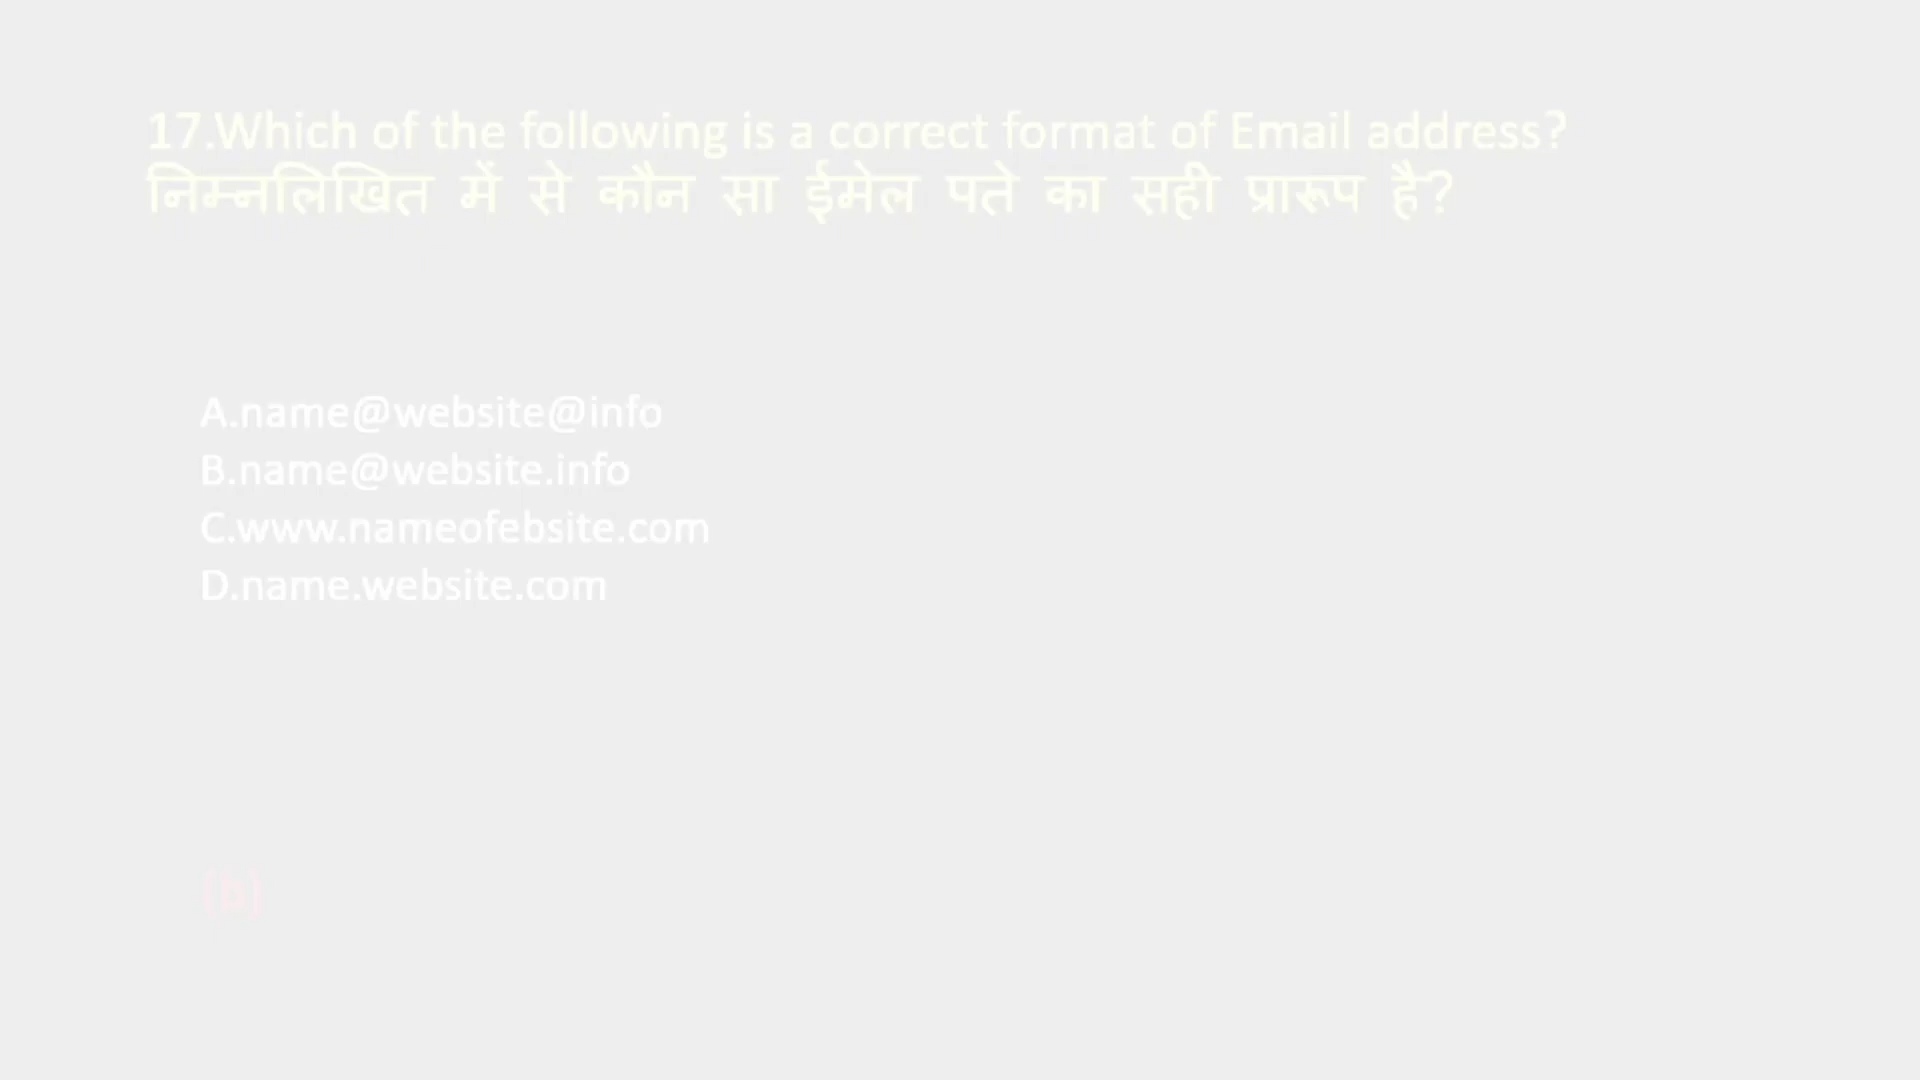 17.Which of the following is a correct format of Email address?
निम्नलिखित में से कौन सा ईमेल पते का सही प्रारूप है?
A.name@website@info
B.name@website.info
C.www.nameofebsite.com
D.name.website.com
(b)